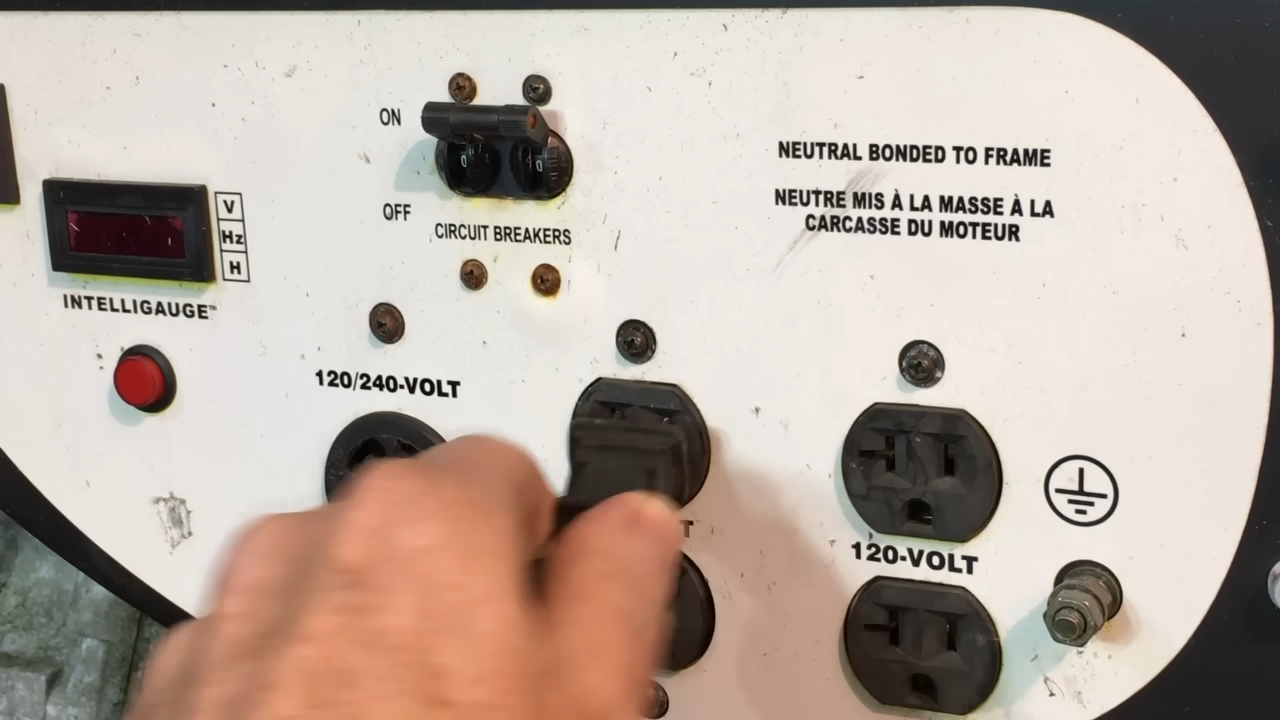 ON
OFF
CIRCUIT BREAKERS
NEUTRAL BONDED TO FRAME
NEUTRE MIS À LA MASSE À LA
CARCASSE DU MOTEUR
V
Hz
H
INTELLIGAUGE™
120/240-VOLT
T
120-VOLT